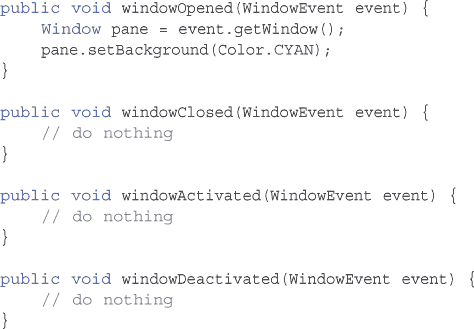 public void windowOpened(WindowEvent event) {
    Window pane = event.getWindow();
    pane.setBackground(Color.CYAN);
}

public void windowClosed(WindowEvent event) {
    // do nothing
}

public void windowActivated(WindowEvent event) {
    // do nothing
}

public void windowDeactivated(WindowEvent event) {
    // do nothing
}